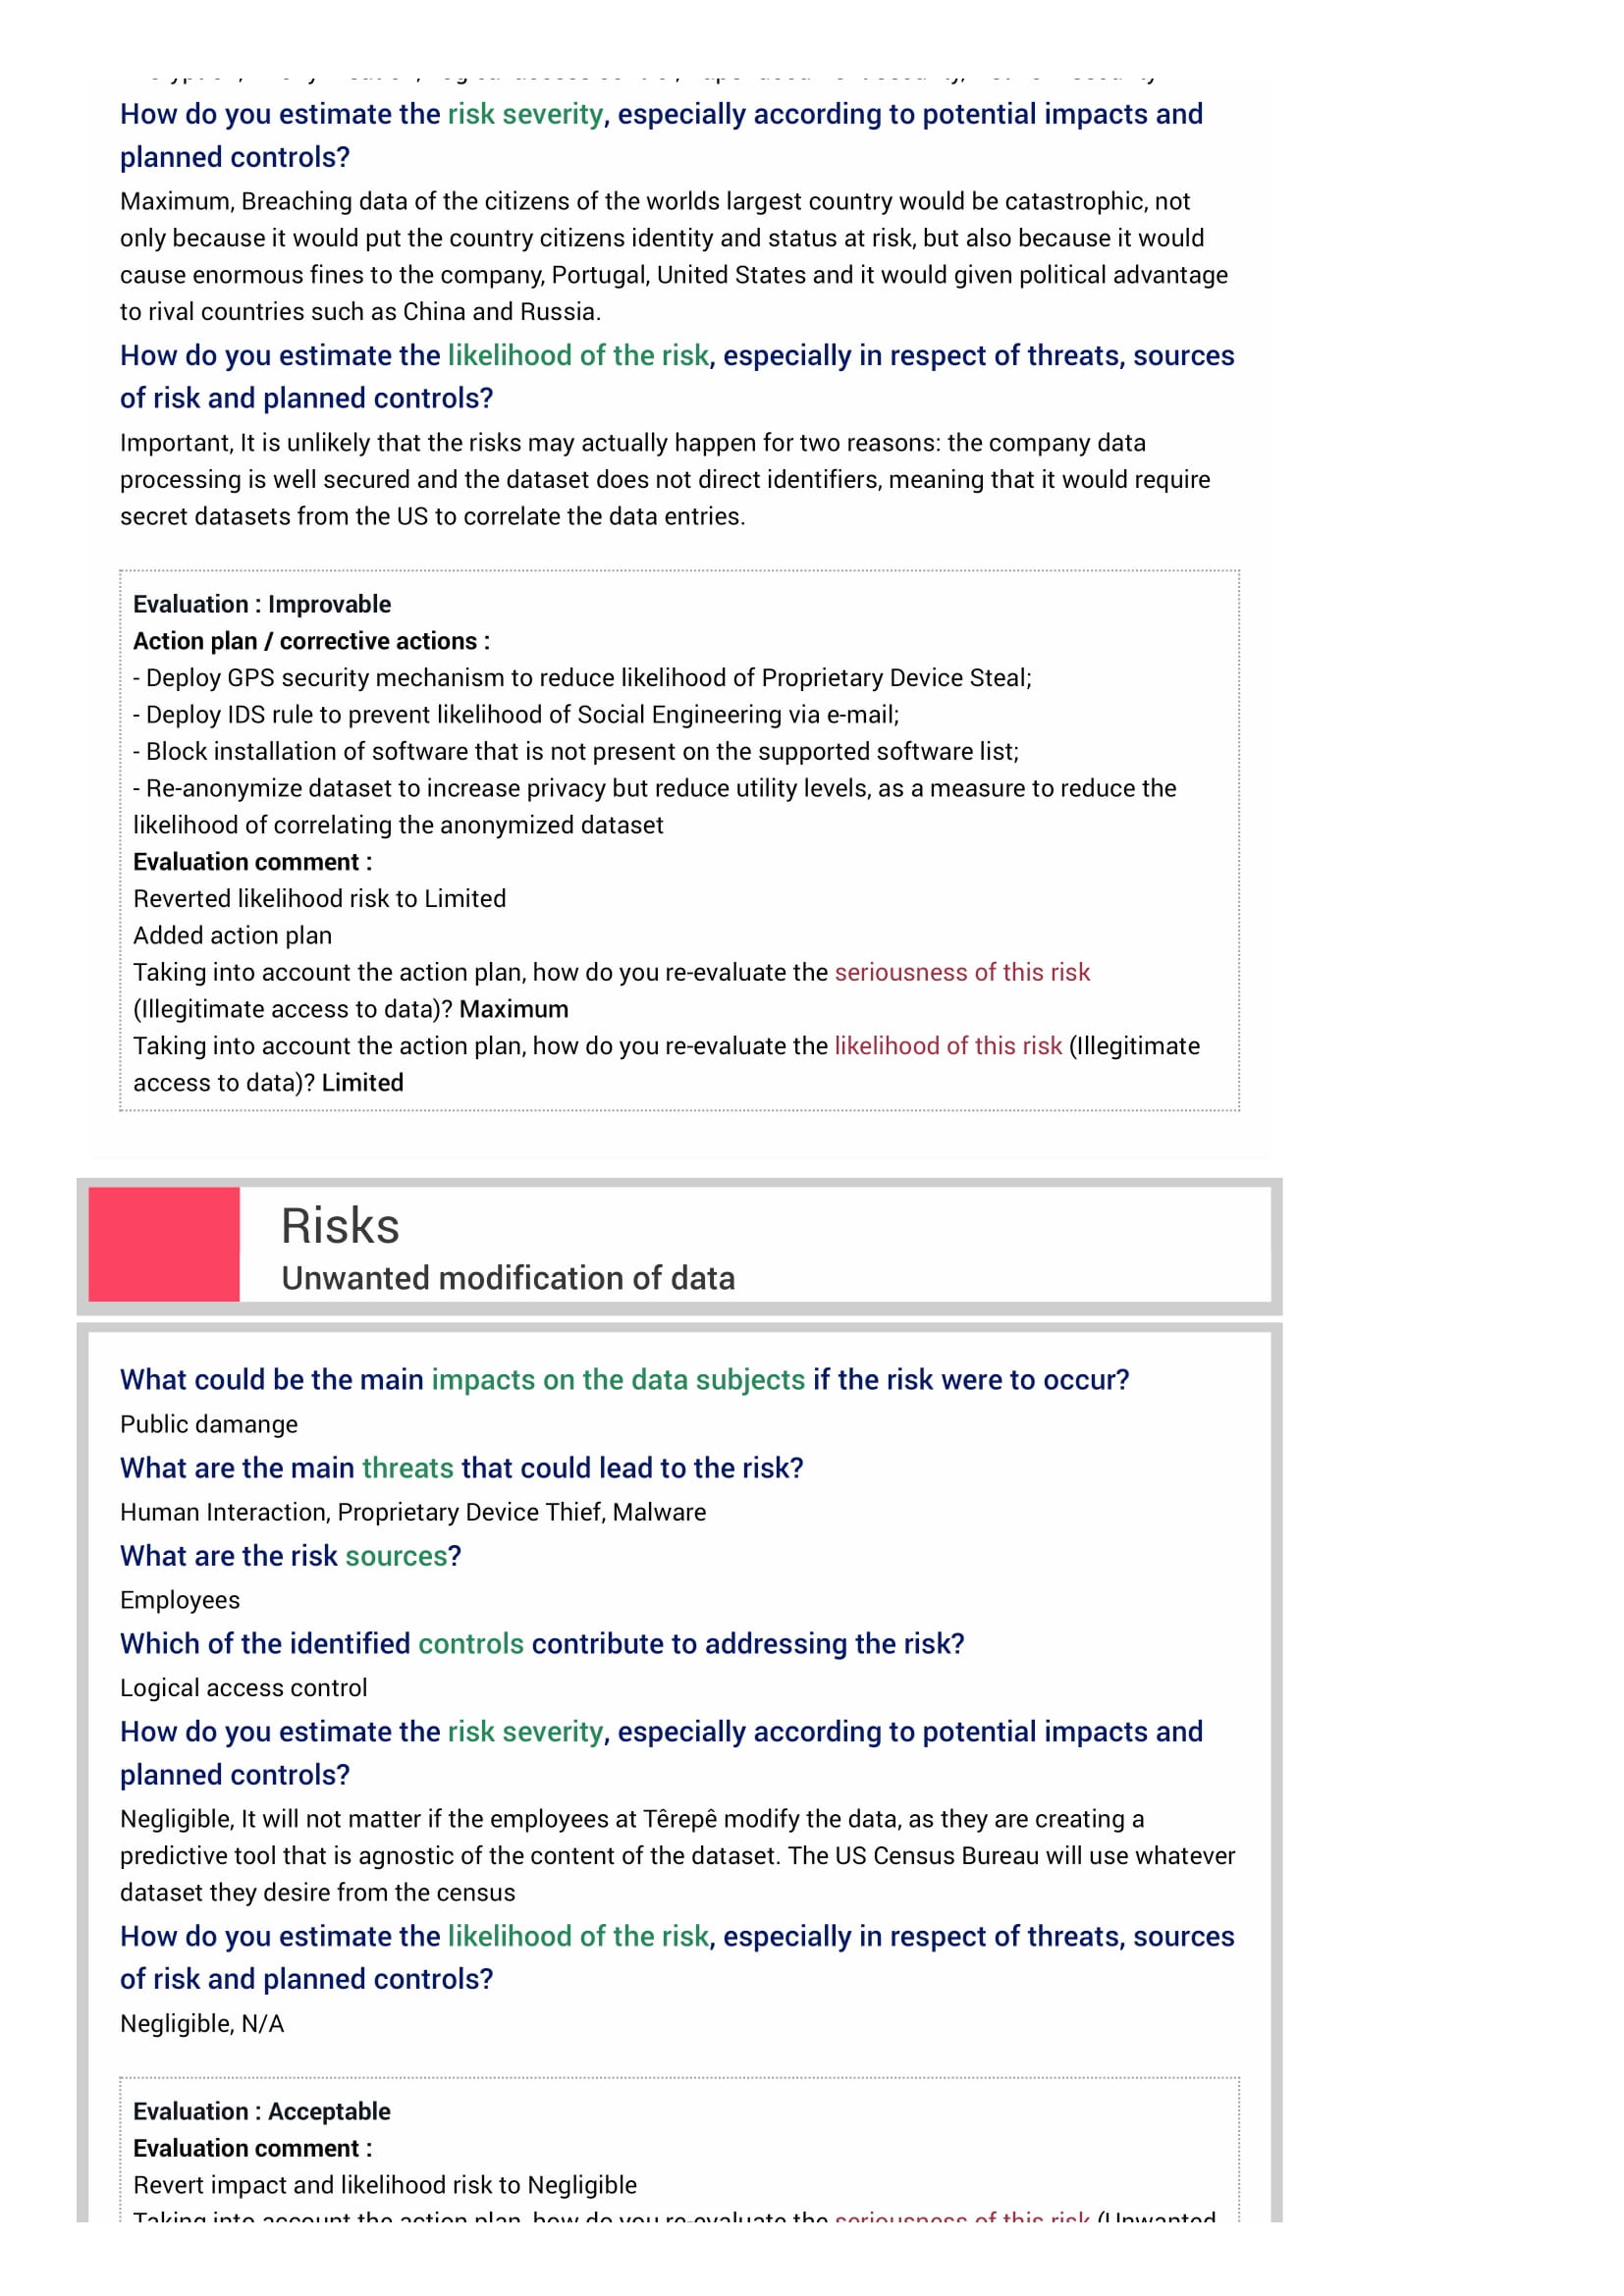 How do you estimate the risk severity, especially according to potential impacts and
planned controls?
Maximum, Breaching data of the citizens of the worlds largest country would be catastrophic, not
only because it would put the country citizens identity and status at risk, but also because it would
cause enormous fines to the company, Portugal, United States and it would given political advantage
to rival countries such as China and Russia.
How do you estimate the likelihood of the risk, especially in respect of threats, sources
of risk and planned controls?
Important, It is unlikely that the risks may actually happen for two reasons: the company data
processing is well secured and the dataset does not direct identifiers, meaning that it would require
secret datasets from the US to correlate the data entries.
Evaluation : Improvable
Action plan / corrective actions :
- Deploy GPS security mechanism to reduce likelihood of Proprietary Device Steal;
- Deploy IDS rule to prevent likelihood of Social Engineering via e-mail;
- Block installation of software that is not present on the supported software list;
- Re-anonymize dataset to increase privacy but reduce utility levels, as a measure to reduce the
likelihood of correlating the anonymized dataset
Evaluation comment :
Reverted likelihood risk to Limited
Added action plan
Taking into account the action plan, how do you re-evaluate the seriousness of this risk
(Illegitimate access to data)? Maximum
Taking into account the action plan, how do you re-evaluate the likelihood of this risk (Illegitimate
access to data)? Limited
Risks
Unwanted modification of data
What could be the main impacts on the data subjects if the risk were to occur?
Public damange
What are the main threats that could lead to the risk?
Human Interaction, Proprietary Device Thief, Malware
What are the risk sources?
Employees
Which of the identified controls contribute to addressing the risk?
Logical access control
How do you estimate the risk severity, especially according to potential impacts and
planned controls?
Negligible, It will not matter if the employees at Têrepê modify the data, as they are creating a
predictive tool that is agnostic of the content of the dataset. The US Census Bureau will use whatever
dataset they desire from the census
How do you estimate the likelihood of the risk, especially in respect of threats, sources
of risk and planned controls?
Negligible, N/A
Evaluation : Acceptable
Evaluation comment :
Revert impact and likelihood risk to Negligible
Taking into account the action plan, how do you re-evaluate the seriousness of this risk (Unwanted